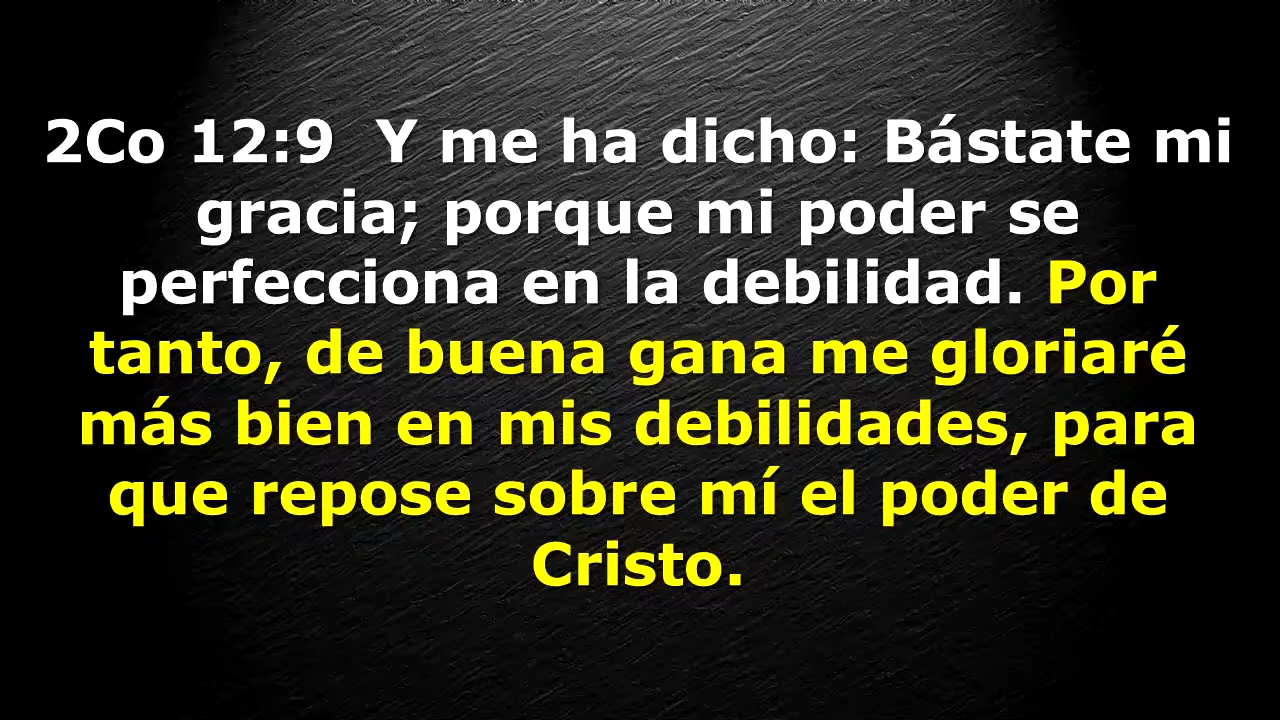 2Co 12:9  Y me ha dicho: Bástate mi
gracia; porque mi poder se
perfecciona en la debilidad. Por
tanto, de buena gana me gloriaré
más bien en mis debilidades, para
que repose sobre mí el poder de
Cristo.